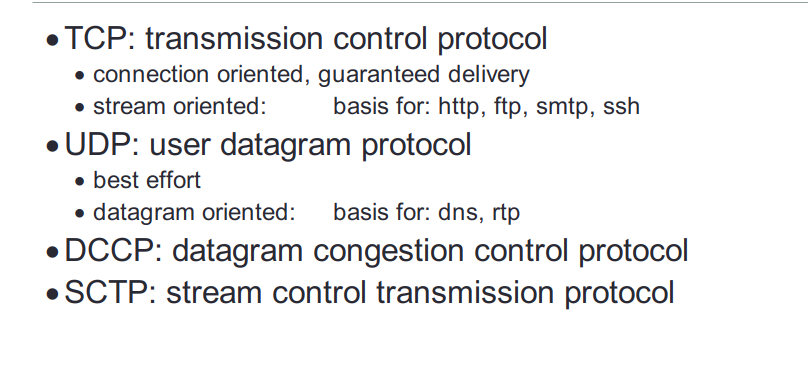 • TCP: transmission control protocol
• connection oriented, guaranteed delivery
• stream oriented: basis for: http, ftp, smtp, ssh
• UDP: user datagram protocol
• best effort
• datagram oriented: basis for: dns, rtp
• DCCP: datagram congestion control protocol
• SCTP: stream control transmission protocol